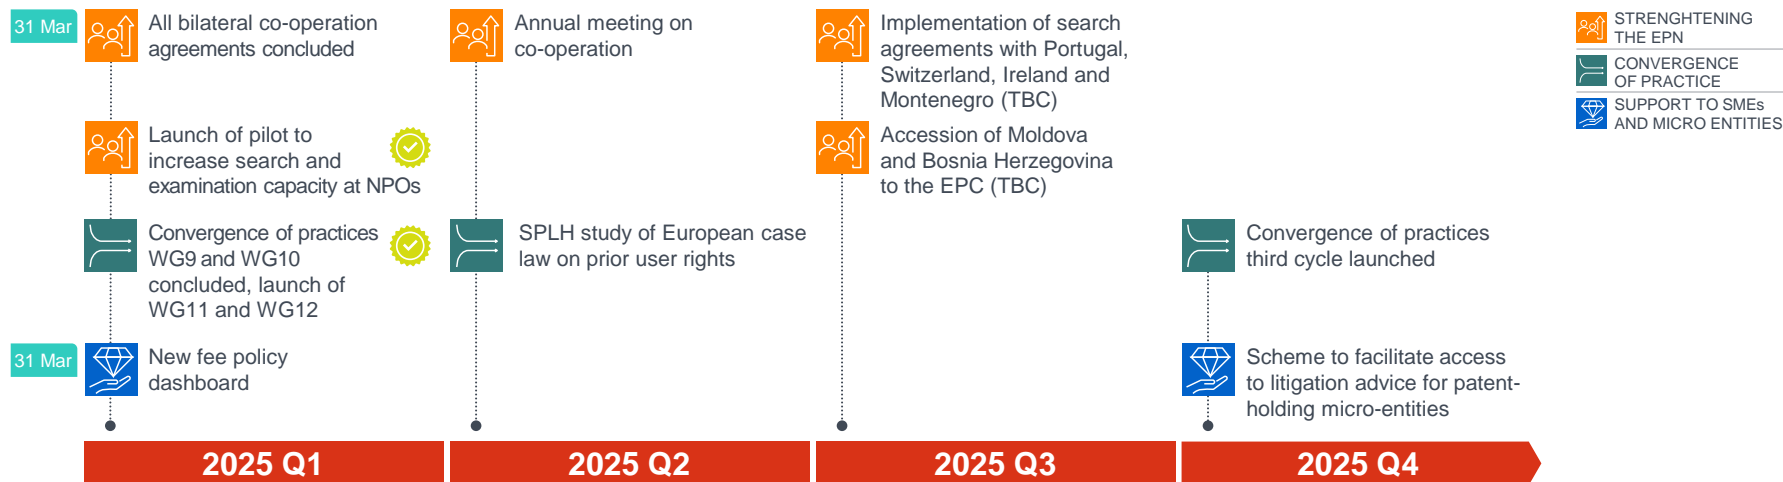 31 Mar
All bilateral co-operation
agreements concluded
Launch of pilot to
increase search and
examination capacity at NPOs
Convergence of practices
WG9 and WG10
concluded, launch of
WG11 and WG12
31 Mar
New fee policy
dashboard
Annual meeting on
co-operation
SPLH study of European case
law on prior user rights
Implementation of search
agreements with Portugal,
Switzerland, Ireland and
Montenegro (TBC)
Accession of Moldova
and Bosnia Herzegovina
to the EPC (TBC)
Convergence of practices
third cycle launched
Scheme to facilitate access
to litigation advice for patent-
holding micro-entities
2025 Q1
2025 Q2
2025 Q3
2025 Q4
STRENGHTENING
THE EPN
CONVERGENCE
OF PRACTICE
SUPPORT TO SMEs
AND MICRO ENTITIES